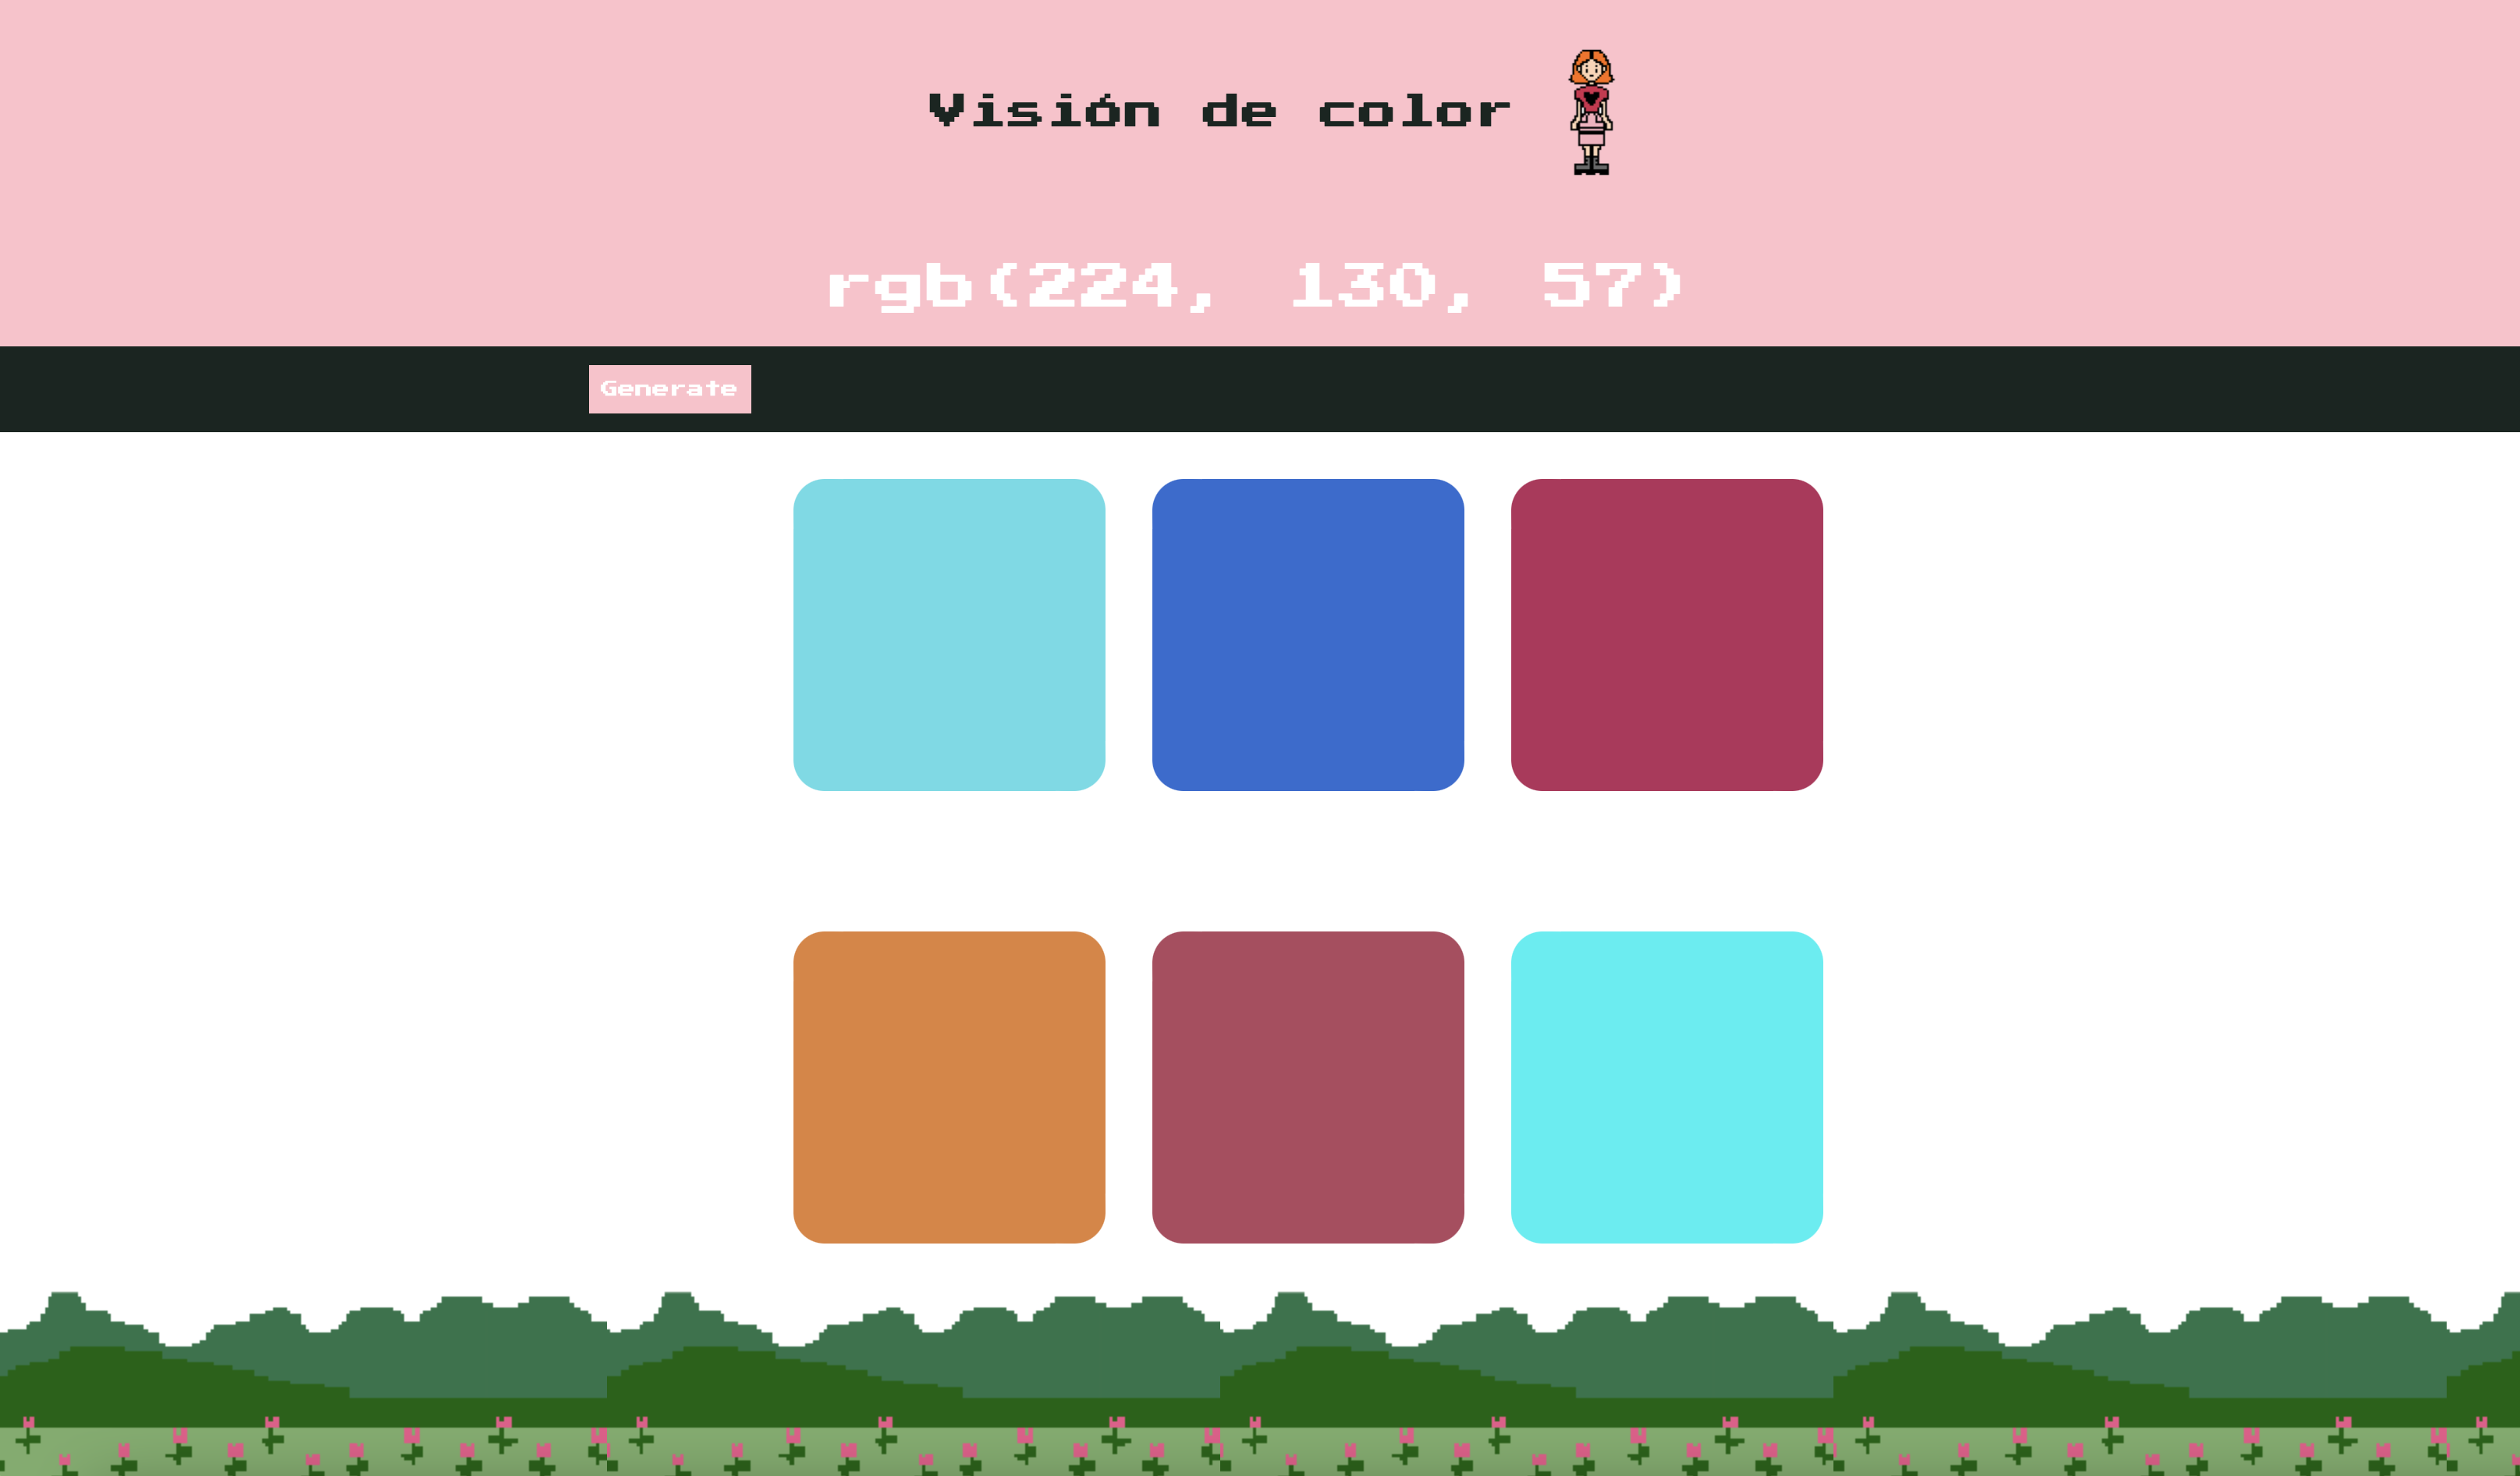 Visión de color
rgb(224, 130, 57)
Generate